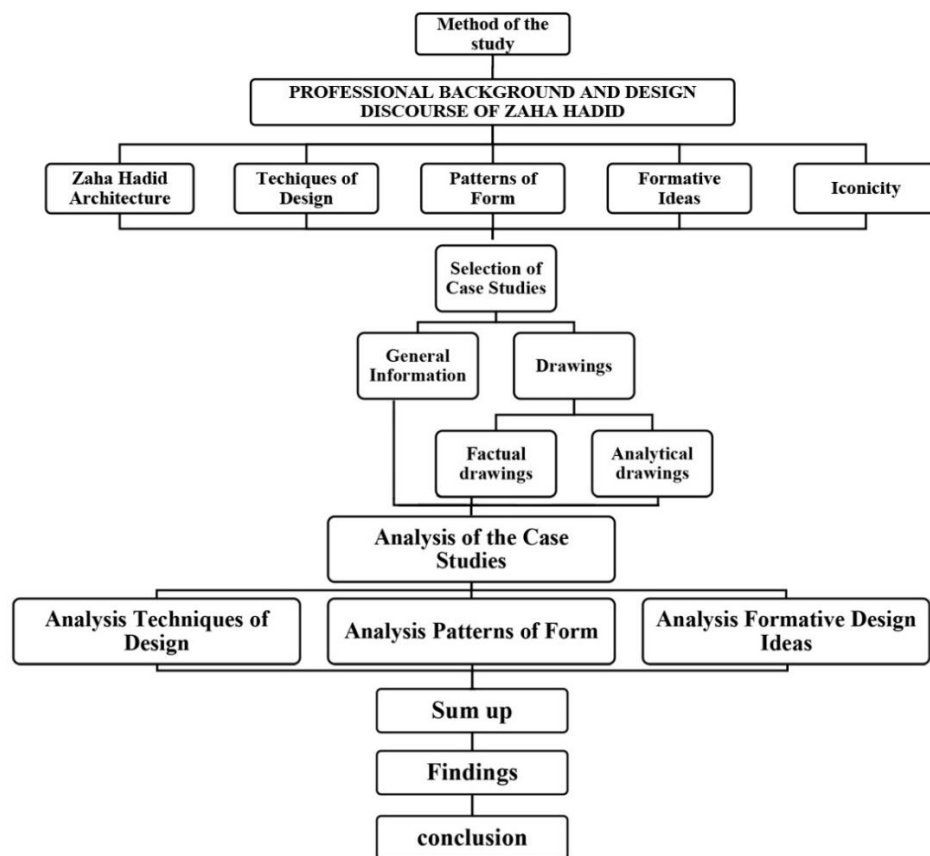 Method of the
study
PROFESSIONAL BACKGROUND AND DESIGN
DISCOURSE OF ZAHA HADID
Zaha Hadid
Architecture
Techiques of
Design
Patterns of
Form
Formative
Ideas
Iconicity
Selection of
Case Studies
General
Information
Drawings
Factual
drawings
Analytical
drawings
Analysis of the Case
Studies
Analysis Techniques of
Design
Analysis Patterns of Form
Analysis Formative Design
Ideas
Sum up
Findings
conclusion